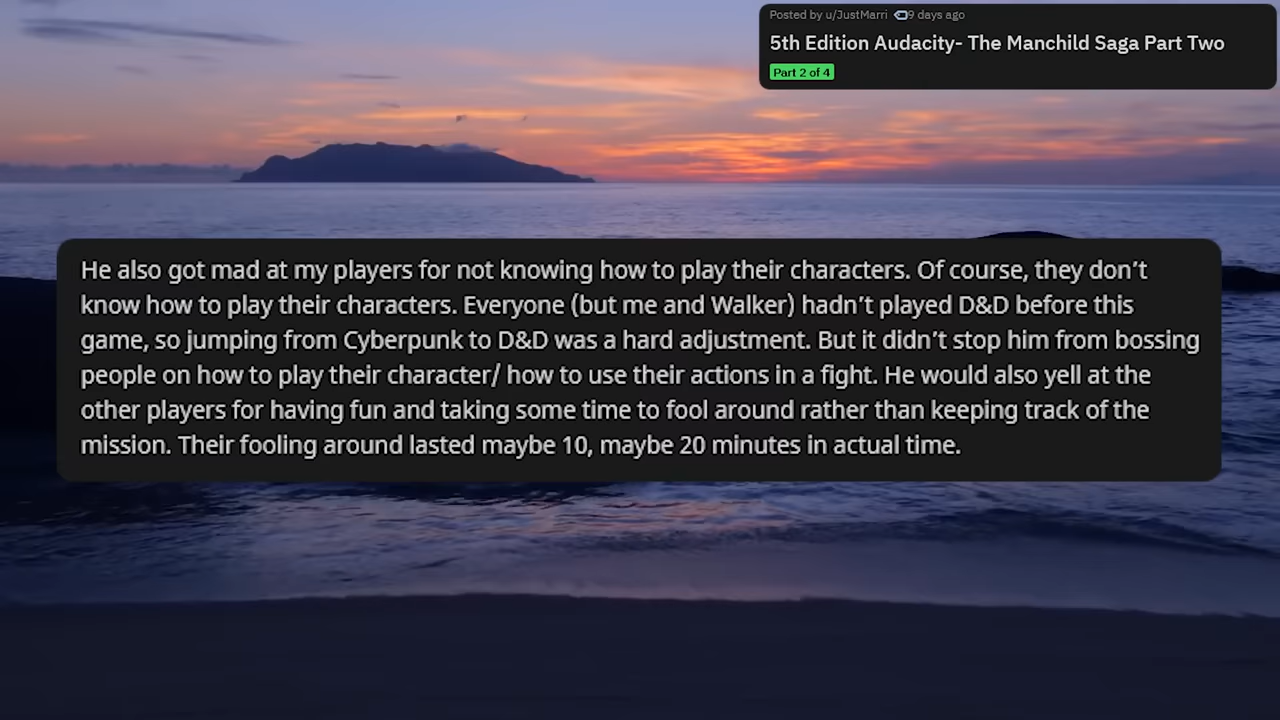 Posted by u/JustMarri 9 days ago
5th Edition Audacity- The Manchild Saga Part Two
Part 2 of 4
He also got mad at my players for not knowing how to play their characters. Of course, they don’t
know how to play their characters. Everyone (but me and Walker) hadn’t played D&D before this
game, so jumping from Cyberpunk to D&D was a hard adjustment. But it didn’t stop him from bossing
people on how to play their character/ how to use their actions in a fight. He would also yell at the
other players for having fun and taking some time to fool around rather than keeping track of the
mission. Their fooling around lasted maybe 10, maybe 20 minutes in actual time.